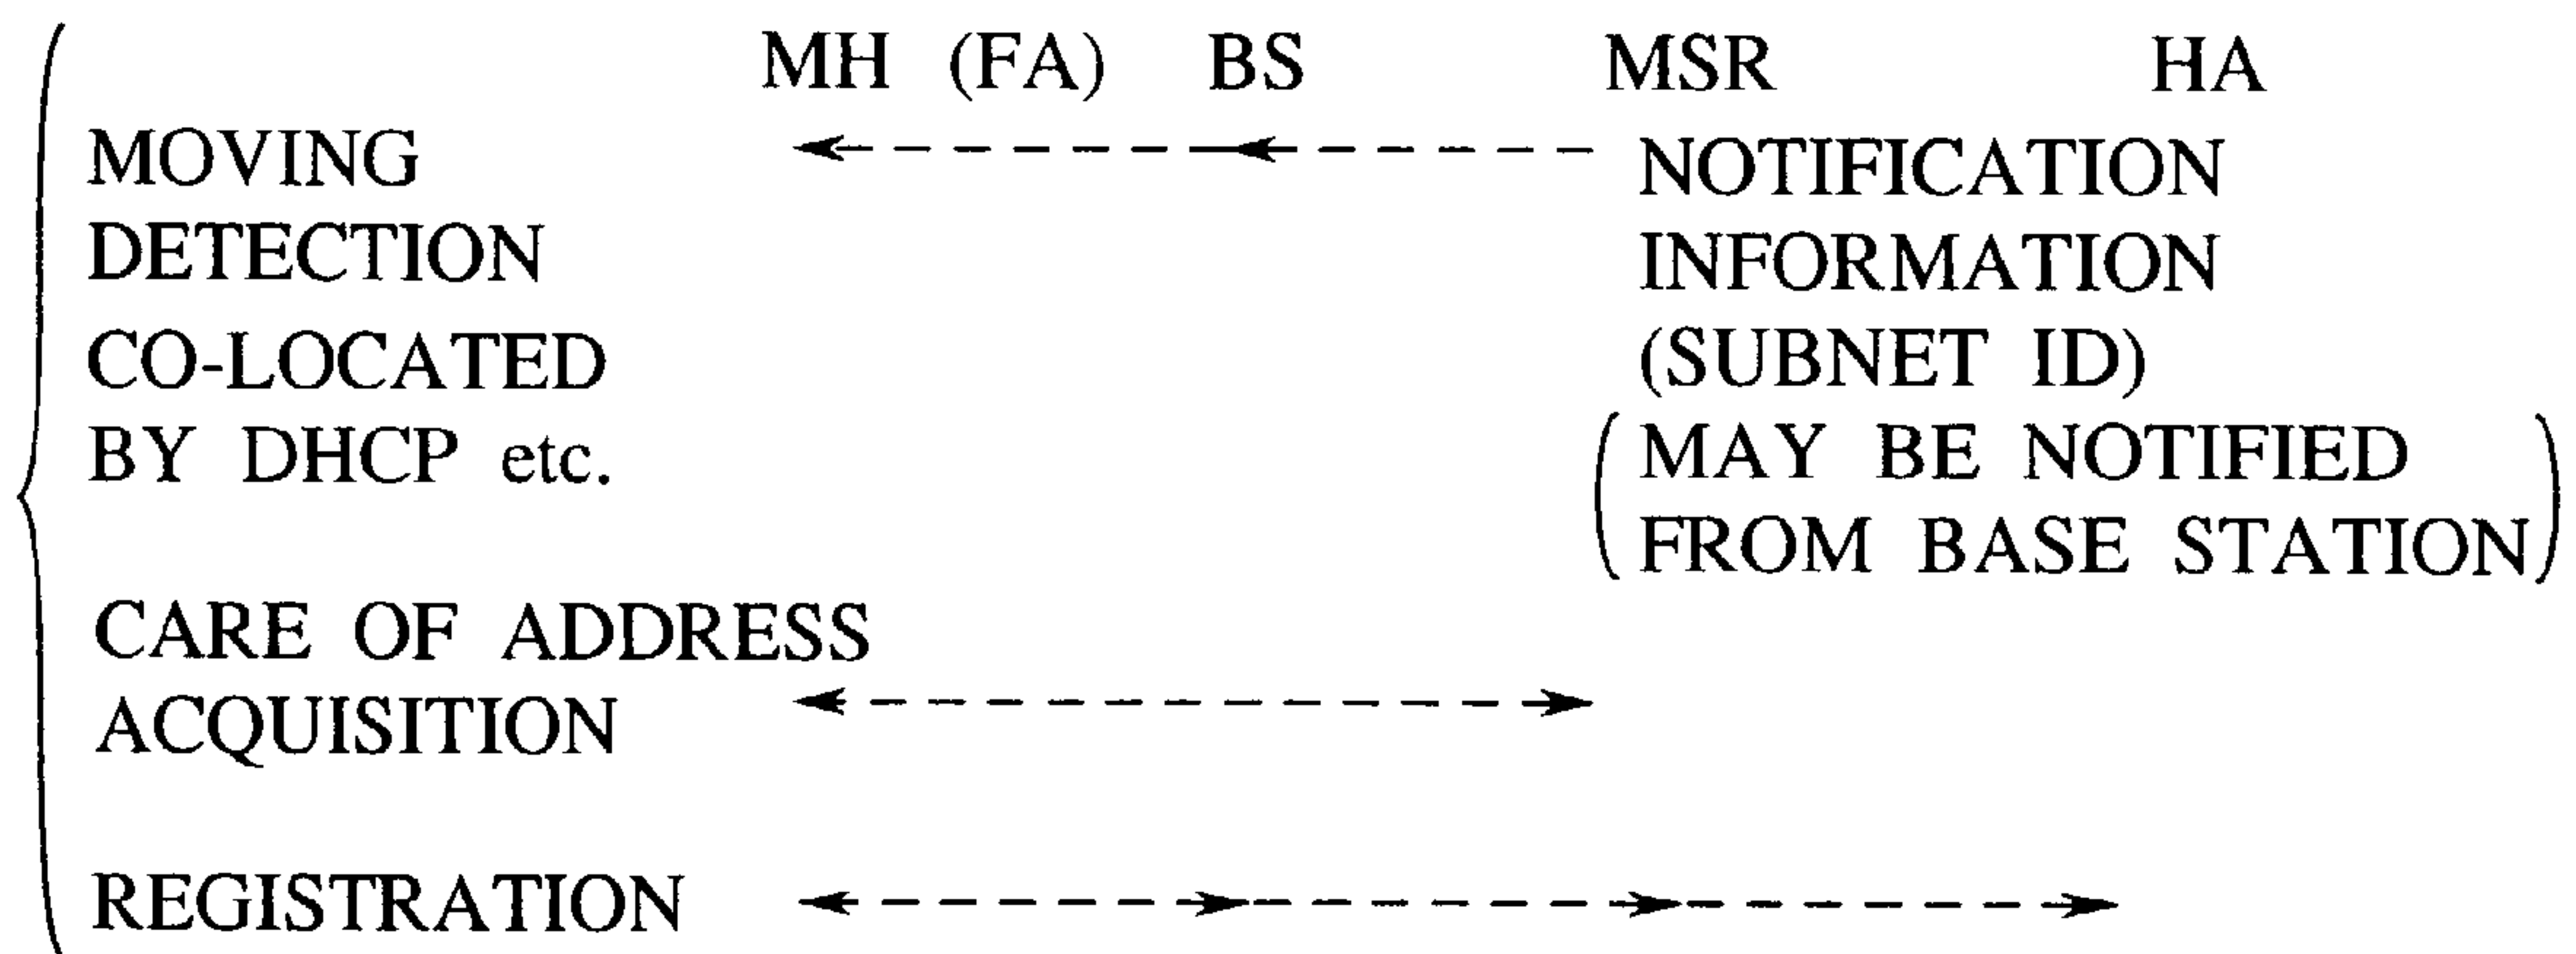 MH (FA) BS MSR HA
MOVING
DETECTION
CO-LOCATED
BY DHCP etc.
NOTIFICATION
INFORMATION
(SUBNET ID)
(MAY BE NOTIFIED
FROM BASE STATION)
CARE OF ADDRESS
ACQUISITION
REGISTRATION